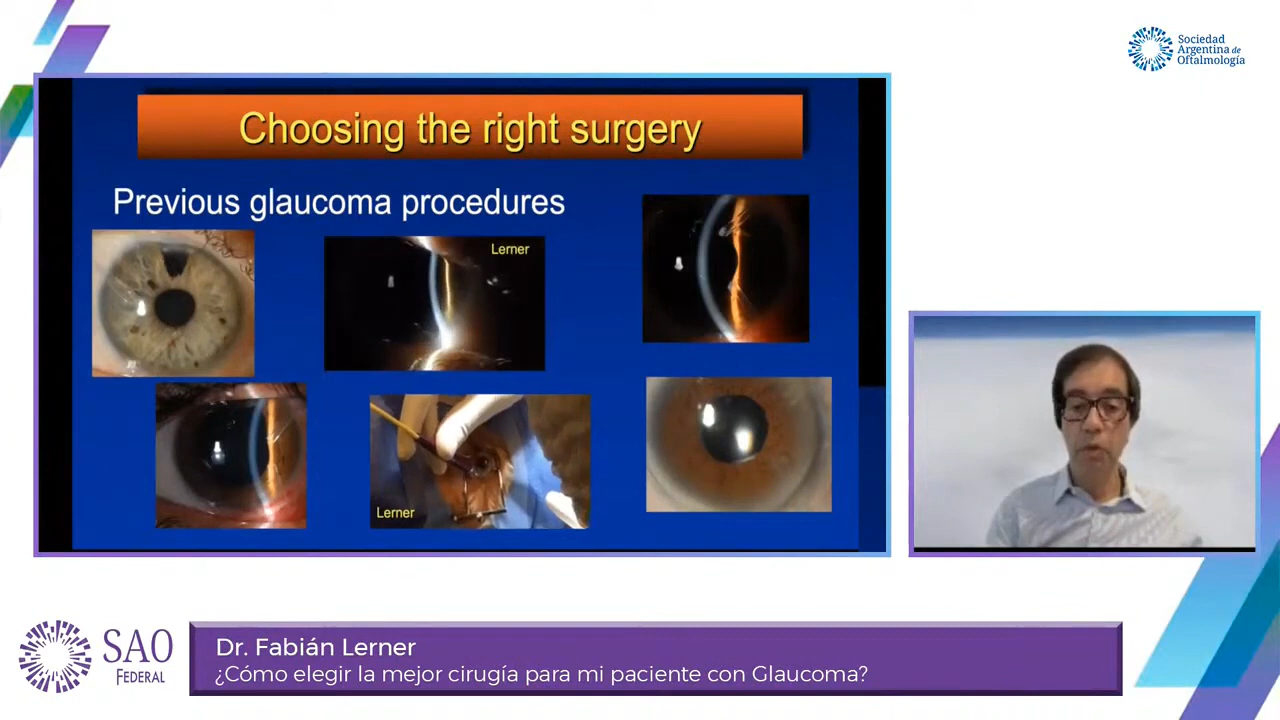 Sociedad
Argentina de
Oftalmología
Choosing the right surgery
Previous glaucoma procedures
Lerner
Lerner
SAO
FEDERAL
Dr. Fabián Lerner
¿Cómo elegir la mejor cirugía para mi paciente con Glaucoma?